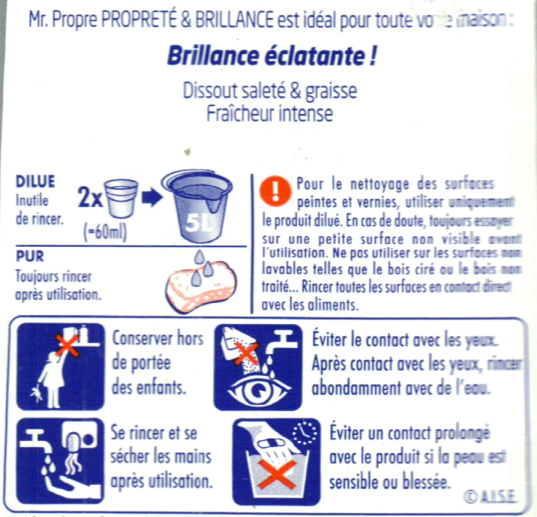 Mr. Propre PROPRETÉ & BRILLANCE est idéal pour toute maison :
Brillance éclatante !
Dissout saleté & graisse
Fraîcheur intense
DILUE
Inutile
de rincer.
2x
(=60ml)
5L
PUR
Toujours rincer
après utilisation.
! Pour le nettoyage des surfaces
peintes et vernies, utiliser uniquement
le produit dilué. En cas de doute, toujours essayer
sur une petite surface non visible avant
l'utilisation. Ne pas utiliser sur les surfaces non
lavables telles que le bois ciré ou le bois non
traité... Rincer toutes les surfaces en contact direct
avec les aliments.
Conserver hors
de portée
des enfants.
Éviter le contact avec les yeux.
Après contact avec les yeux, rincer
abondamment avec de l'eau.
Se rincer et se
sécher les mains
après utilisation.
Éviter un contact prolongé
avec le produit si la peau est
sensible ou blessée.
© A.I.S.E.